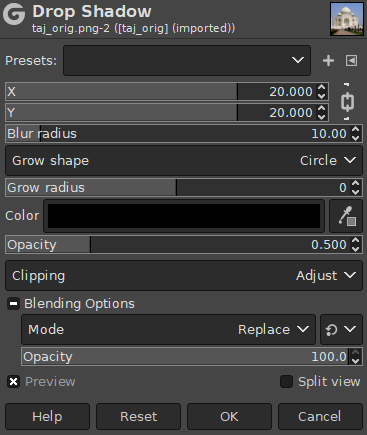 Drop Shadow
taj_orig.png-2 ([taj_orig] (imported))
Presets:
X 20.000
Y 20.000
Blur radius 10.00
Grow shape Circle
Grow radius 0
Color
Opacity 0.500
Clipping Adjust
Blending Options
Mode Replace
Opacity 100.0
Preview Split view
Help Reset OK Cancel